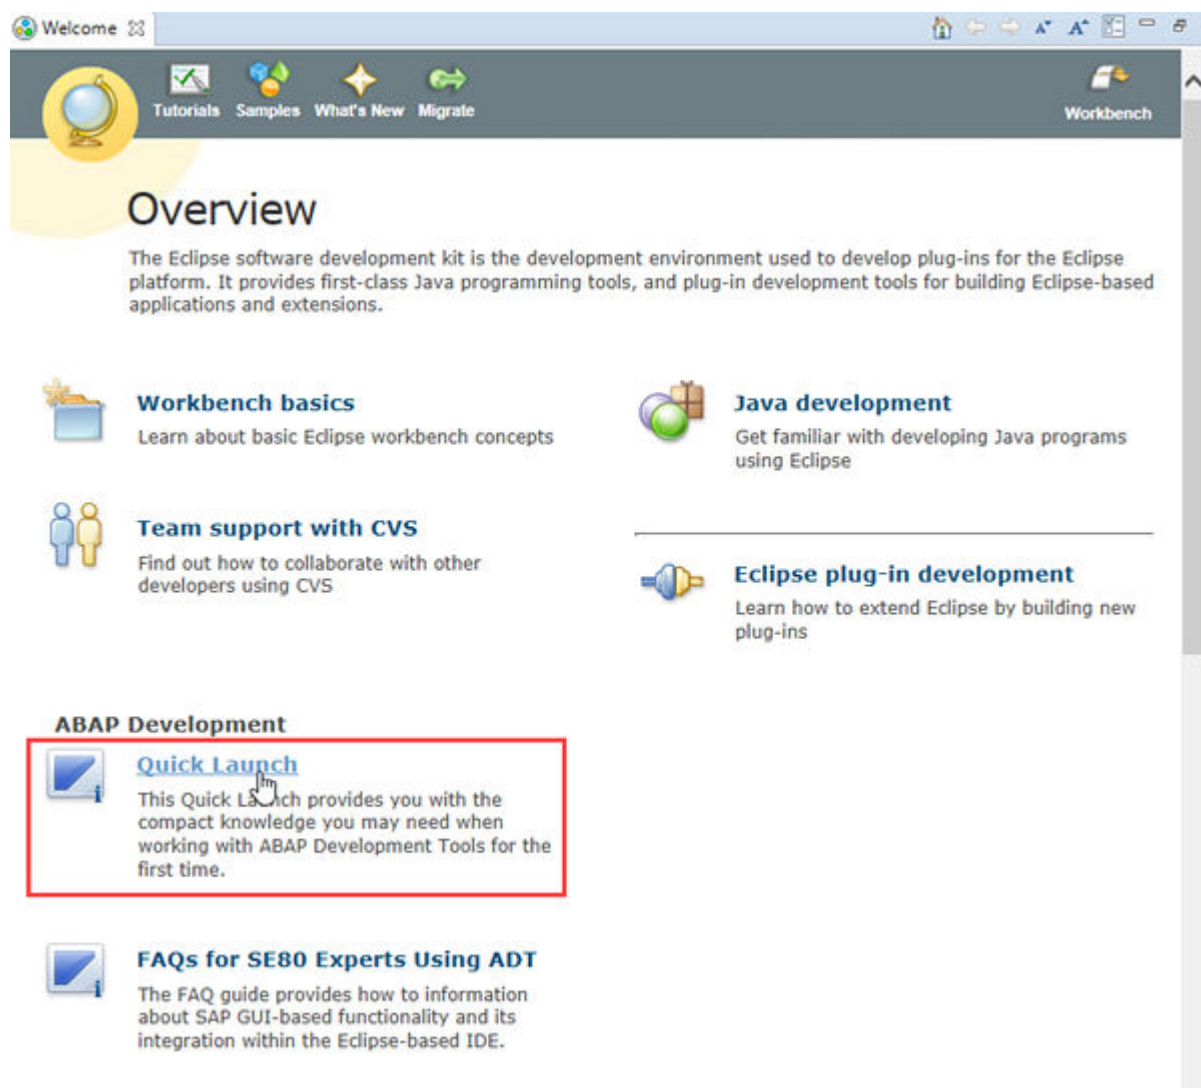 Welcome
Tutorials Samples What's New Migrate Workbench
Overview
The Eclipse software development kit is the development environment used to develop plug-ins for the Eclipse
platform. It provides first-class Java programming tools, and plug-in development tools for building Eclipse-based
applications and extensions.
Workbench basics
Learn about basic Eclipse workbench concepts
Java development
Get familiar with developing Java programs
using Eclipse
Team support with CVS
Find out how to collaborate with other
developers using CVS
Eclipse plug-in development
Learn how to extend Eclipse by building new
plug-ins
ABAP Development
Quick Launch
This Quick Launch provides you with the
compact knowledge you may need when
working with ABAP Development Tools for the
first time.
FAQs for SE80 Experts Using ADT
The FAQ guide provides how to information
about SAP GUI-based functionality and its
integration within the Eclipse-based IDE.